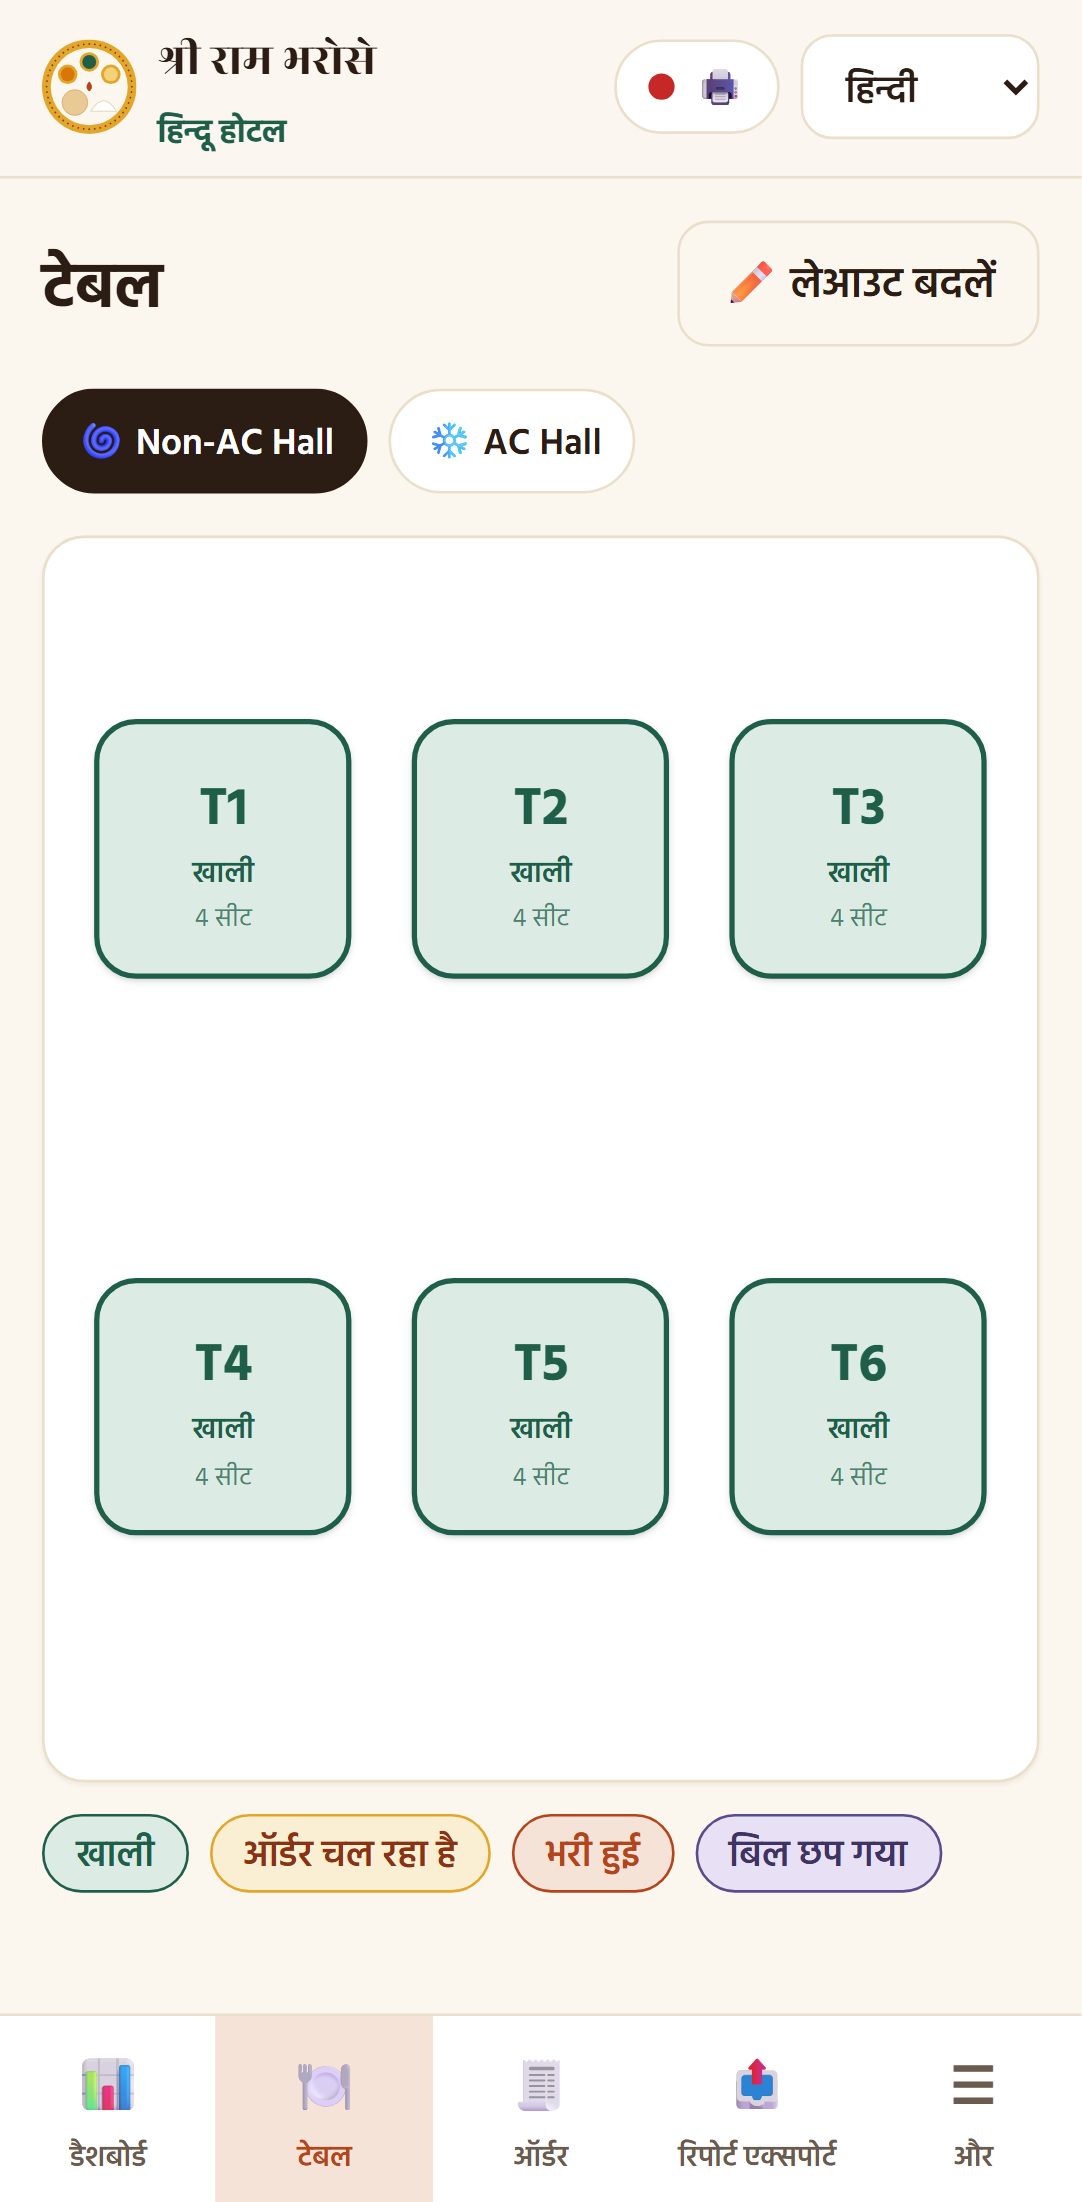 श्री राम भरोसे
हिन्दू होटल
हिन्दी
टेबल
लेआउट बदलें
Non-AC Hall
AC Hall
T1
खाली
4 सीट
T2
खाली
4 सीट
T3
खाली
4 सीट
T4
खाली
4 सीट
T5
खाली
4 सीट
T6
खाली
4 सीट
खाली
ऑर्डर चल रहा है
भरी हुई
बिल छप गया
डैशबोर्ड
टेबल
ऑर्डर
रिपोर्ट एक्सपोर्ट
और